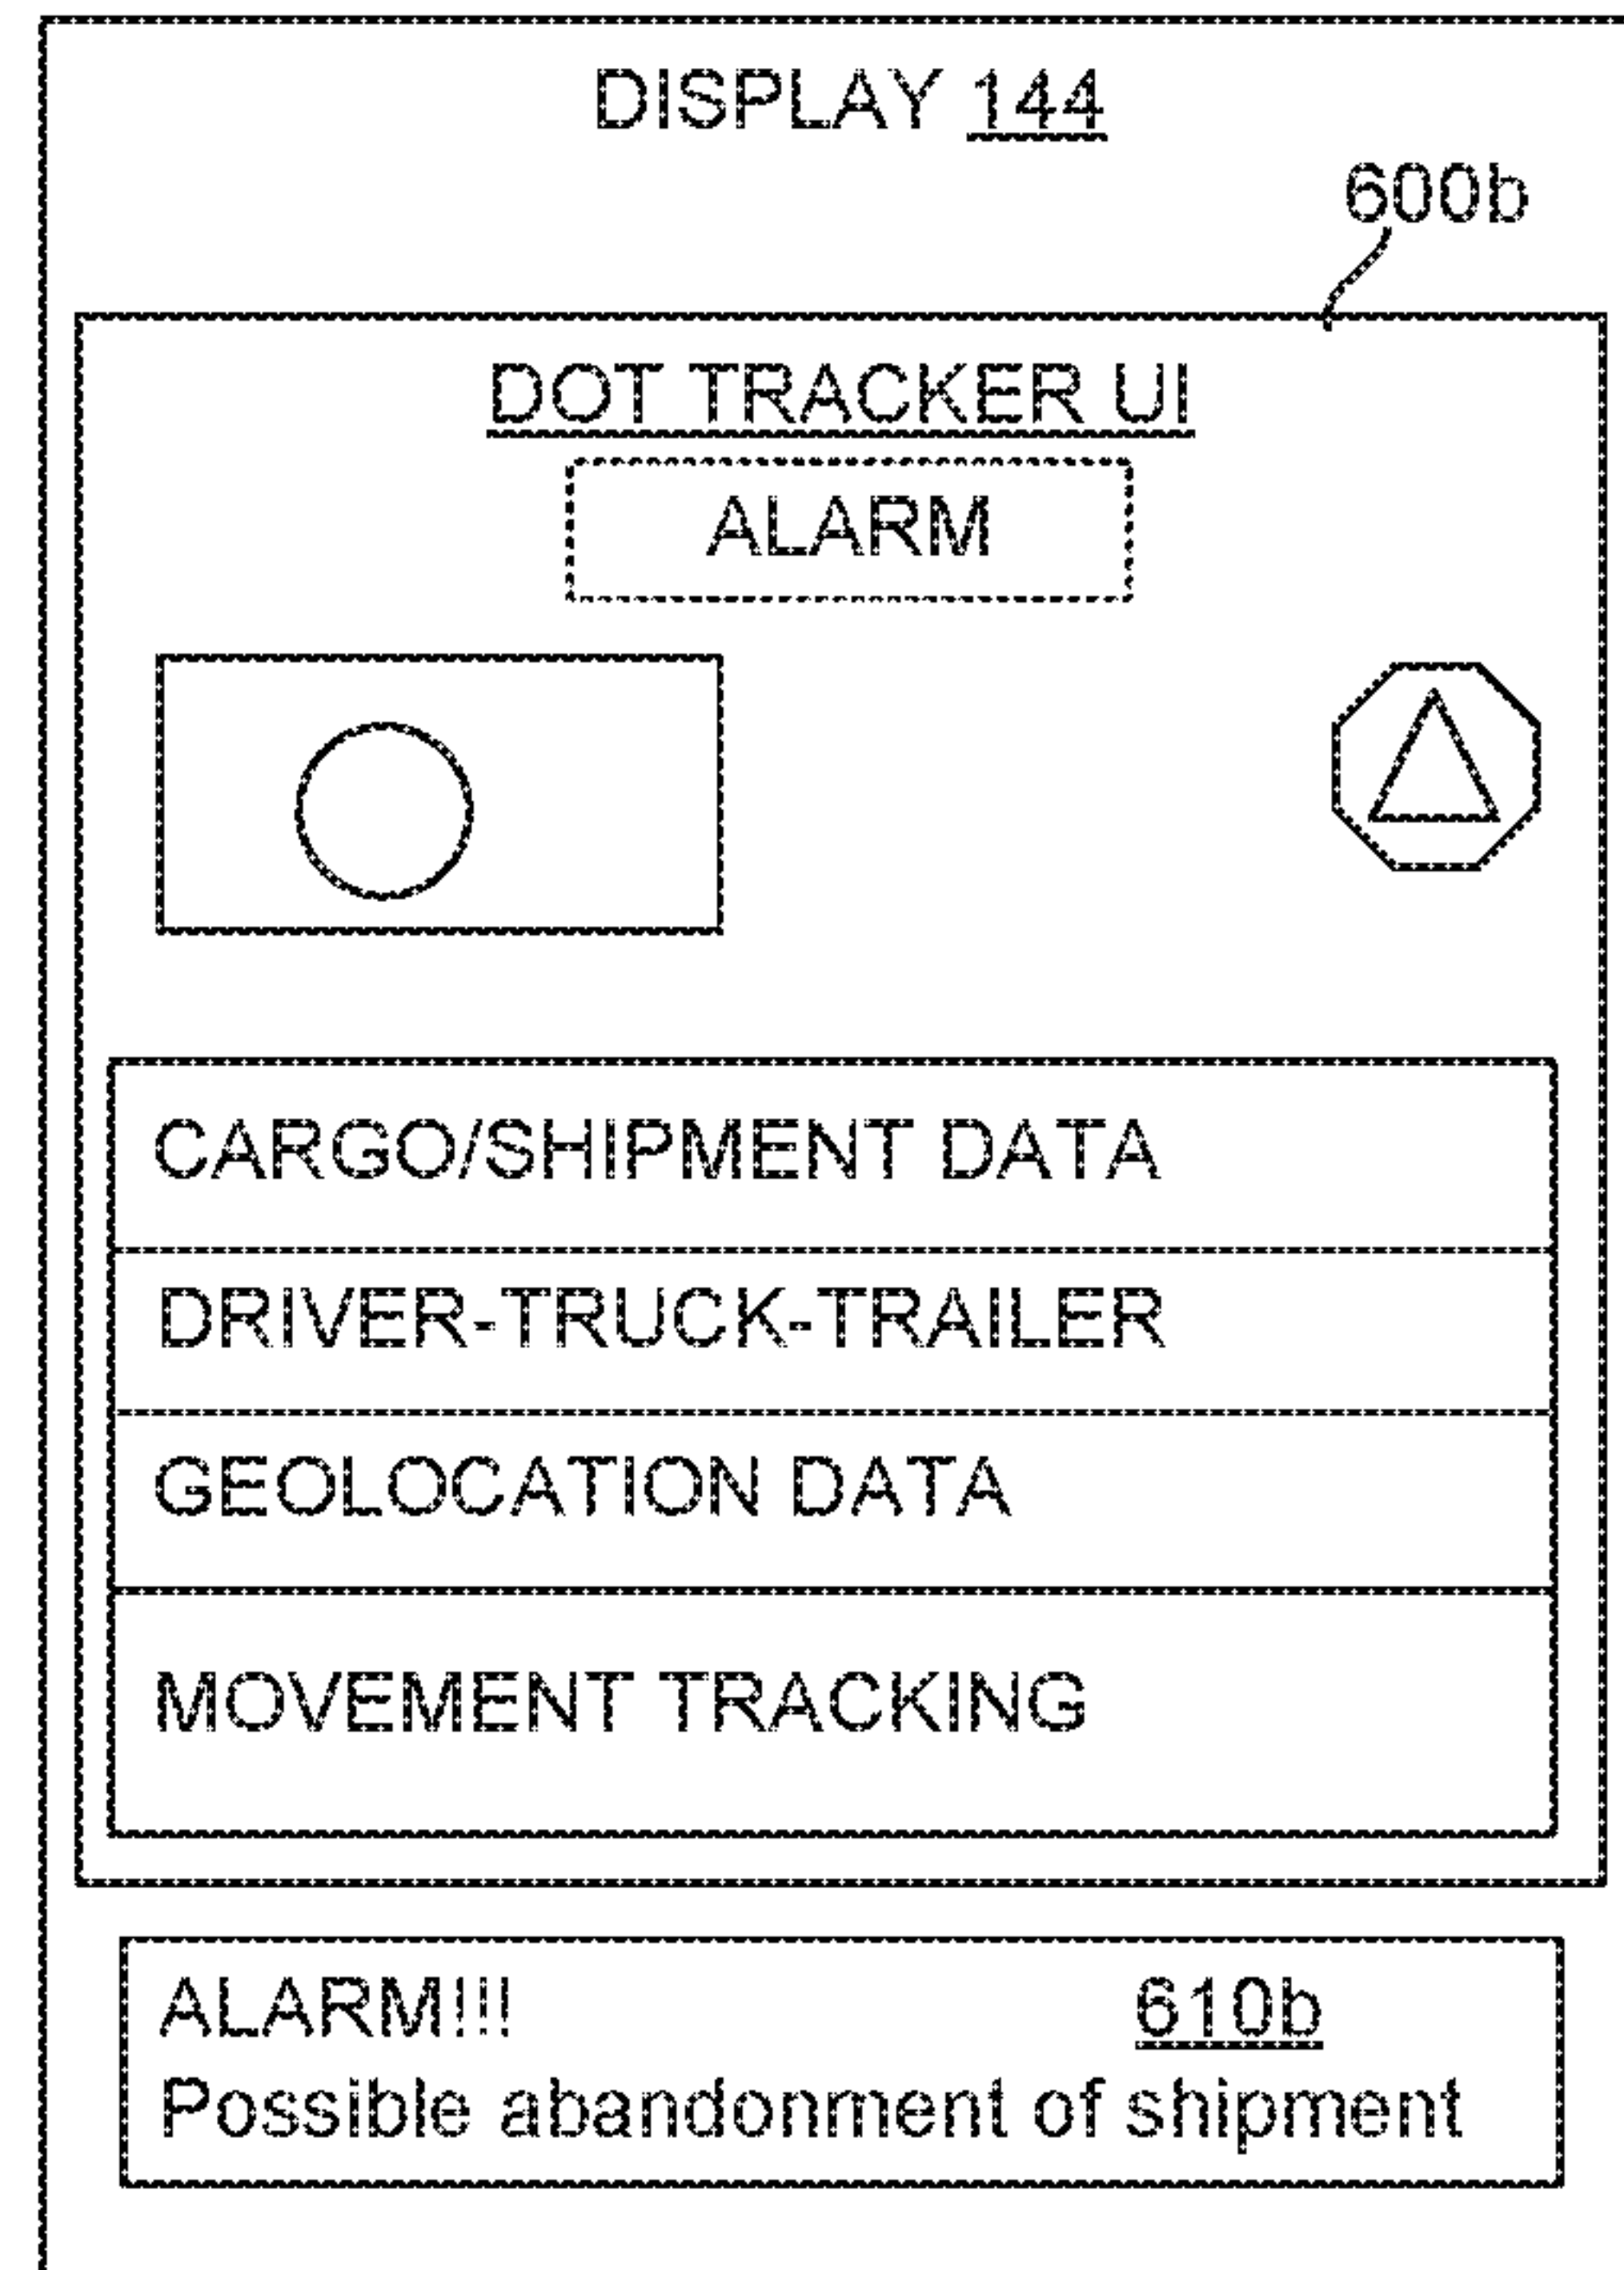 DISPLAY 144
600b
DOT TRACKER UI
ALARM
CARGO/SHIPMENT DATA
DRIVER-TRUCK-TRAILER
GEOLOCATION DATA
MOVEMENT TRACKING
ALARM!!! 610b
Possible abandonment of shipment